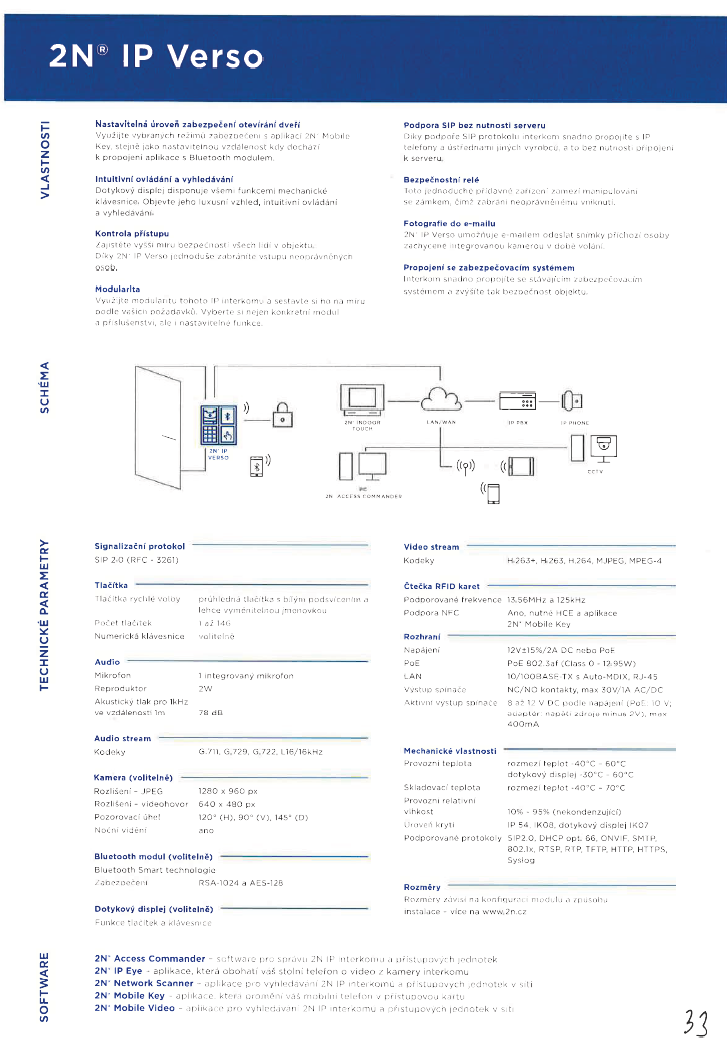 2N® IP Verso
VLASTNOSTI
Nastavitelná úroveň zabezpečení otevírání dveří
Využijte vybraných režimů zabezpečení s aplikací 2N® Mobile
Key, stejně jako nastavitelnou vzdálenost kdy dochází
k propojení aplikace s Bluetooth modulem.
Intuitivní ovládání a vyhledávání
Dotykový displej disponuje všemi funkcemi mechanické
klávesnice. Objevte jeho luxusní vzhled, intuitivní ovládání
a vyhledávání.
Kontrola přístupu
Zajistěte vyšší míru bezpečnosti všech lidí v objektu.
Díky 2N® IP Verso jednoduše zabráníte vstupu neoprávněných
osob.
Modularita
Využijte modularitu tohoto IP interkomu a sestavte si ho na míru
podle vašich požadavků. Vyberte si nejen konkrétní modul
a příslušenství, ale i nastavitelné funkce.
Podpora SIP bez nutnosti serveru
Díky podpoře SIP protokolu interkom snadno propojíte s IP
telefony a ústřednami jiných výrobců, a to bez nutnosti připojení
k serveru.
Bezpečnostní relé
Toto jednoduché přídavné zařízení zamezí manipulování
se zámkem, čímž zabrání neoprávněnému vniknutí.
Fotografie do e-mailu
2N® IP Verso umožňuje e-mailem odeslat snímky příchozí osoby
zachycené integrovanou kamerou v době volání.
Propojení se zabezpečovacím systémem
Interkom snadno propojíte se stávajícím zabezpečovacím
systémem a zvýšíte tak bezpečnost objektu.
SCHÉMA
2N® IP
VERSO
2N® INDOOR
TOUCH
LAN/WAN
IP PBX
IP PHONE
PC
2N® ACCESS COMMANDER
CCTV
TECHNICKÉ PARAMETRY
Signalizační protokol
SIP 2.0 (RFC - 3261)
Tlačítka
Tlačítka rychlé volby průhledná tlačítka s bílým podsvícením a
lehce vyměnitelnou jmenovkou
Počet tlačítek 1 až 146
Numerická klávesnice volitelně
Audio
Mikrofon 1 integrovaný mikrofon
Reproduktor 2W
Akustický tlak pro 1kHz
ve vzdálenosti 1m 78 dB
Audio stream
Kodeky G.711, G.729, G.722, L16/16kHz
Kamera (volitelně)
Rozlišení – JPEG 1280 x 960 px
Rozlišení – videohovor 640 x 480 px
Pozorovací úhel 120° (H), 90° (V), 145° (D)
Noční vidění ano
Bluetooth modul (volitelně)
Bluetooth Smart technologie
Zabezpečení RSA-1024 a AES-128
Dotykový displej (volitelně)
Funkce tlačítek a klávesnice
Video stream
Kodeky H.263+, H.263, H.264, MJPEG, MPEG-4
Čtečka RFID karet
Podporované frekvence 13.56MHz a 125kHz
Podpora NFC Ano, nutné HCE a aplikace
2N® Mobile Key
Rozhraní
Napájení 12V±15%/2A DC nebo PoE
PoE PoE 802.3af (Class 0 - 12.95W)
LAN 10/100BASE-TX s Auto-MDIX, RJ-45
Výstup spínače NC/NO kontakty, max 30V/1A AC/DC
Aktivní výstup spínače 8 až 12 V DC podle napájení (PoE: 10 V;
adaptér: napětí zdroje minus 2V), max
400mA
Mechanické vlastnosti
Provozní teplota rozmezí teplot -40°C - 60°C
dotykový displej -30°C - 60°C
Skladovací teplota rozmezí teplot -40°C - 70°C
Provozní relativní
vlhkost 10% - 95% (nekondenzující)
Úroveň krytí IP 54, IK08, dotykový displej IK07
Podporované protokoly SIP2.0, DHCP opt. 66, ONVIF, SMTP,
802.1x, RTSP, RTP, TFTP, HTTP, HTTPS,
Syslog
Rozměry
Rozměry závisí na konfiguraci modulů a způsobu
instalace – více na www.2n.cz
SOFTWARE
2N® Access Commander – software pro správu 2N IP interkomů a přístupových jednotek
2N® IP Eye – aplikace, která obohatí váš stolní telefon o video z kamery interkomu
2N® Network Scanner – aplikace pro vyhledávání 2N IP interkomů a přístupových jednotek v síti
2N® Mobile Key – aplikace, která promění váš mobilní telefon v přístupovou kartu
2N® Mobile Video – aplikace pro vyhledávání 2N IP interkomů a přístupových jednotek v síti
33